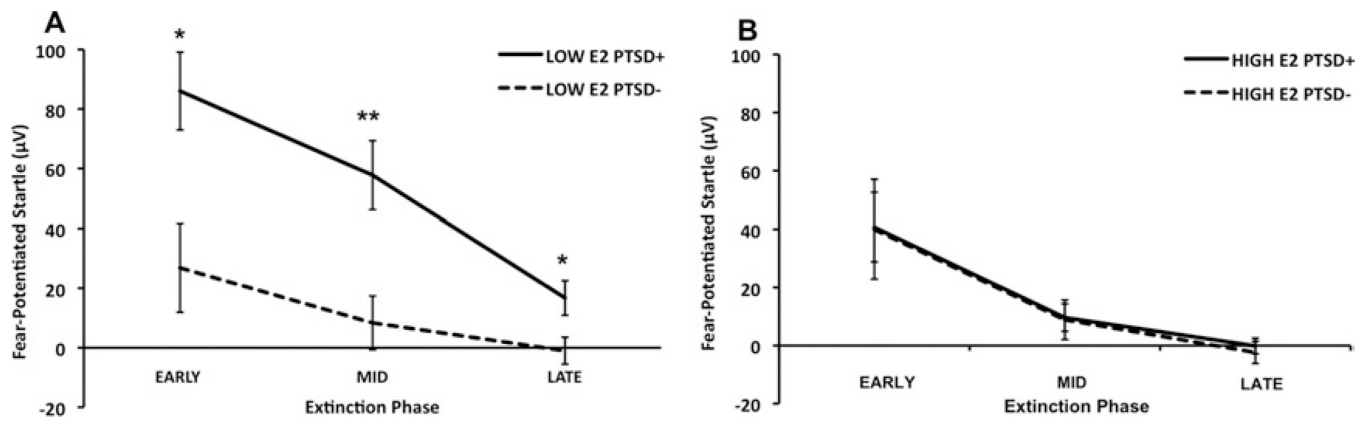 A
*
**
*
LOW E2 PTSD+
LOW E2 PTSD-
100
80
60
40
20
0
-20
Fear-Potentiated Startle (µV)
EARLY
MID
LATE
Extinction Phase
B
HIGH E2 PTSD+
HIGH E2 PTSD-
100
80
60
40
20
0
-20
Fear-Potentiated Startle (µV)
EARLY
MID
LATE
Extinction Phase